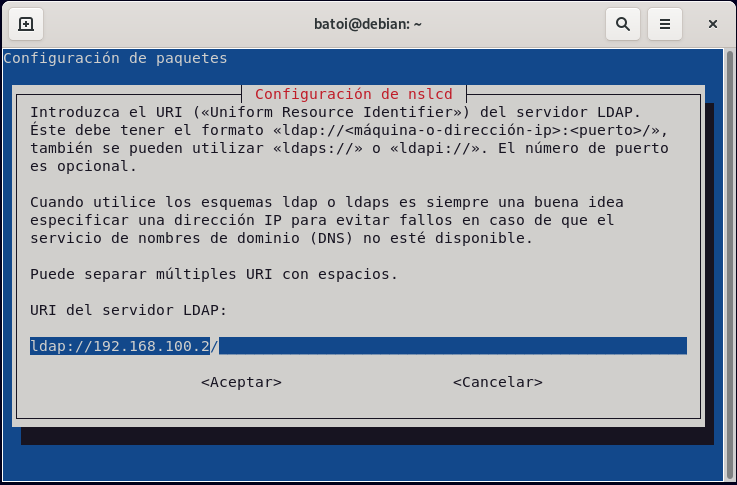 batoi@debian: ~
Configuración de paquetes
Configuración de nslcd
Introduzca el URI («Uniform Resource Identifier») del servidor LDAP.
Éste debe tener el formato «ldap://<máquina-o-dirección-ip>:<puerto>/»,
también se pueden utilizar «ldaps://» o «ldapi://». El número de puerto
es opcional.
Cuando utilice los esquemas ldap o ldaps es siempre una buena idea
especificar una dirección IP para evitar fallos en caso de que el
servicio de nombres de dominio (DNS) no esté disponible.
Puede separar múltiples URI con espacios.
URI del servidor LDAP:
ldap://192.168.100.2/
<Aceptar> <Cancelar>